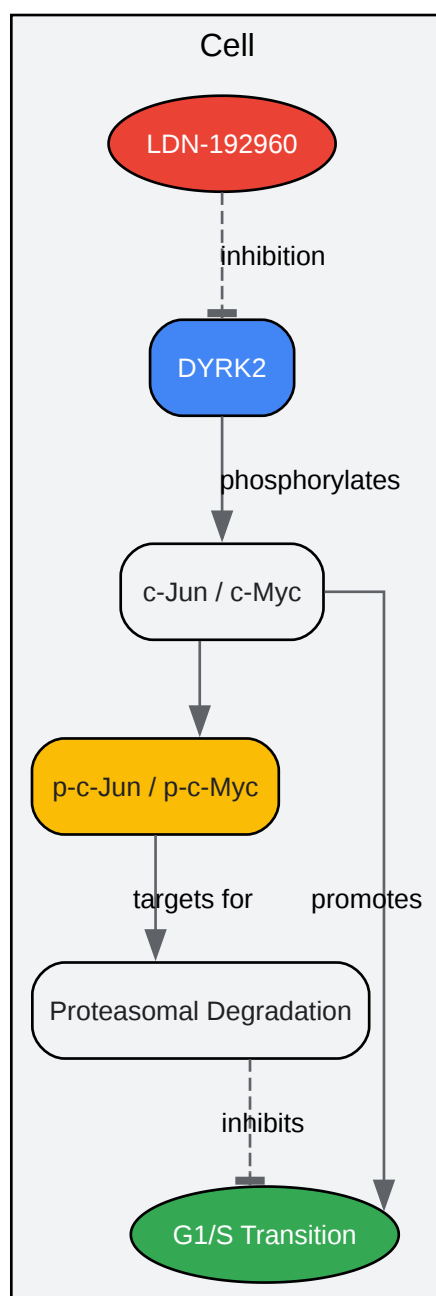 Cell
LDN-192960
inhibition
DYRK2
phosphorylates
c-Jun / c-Myc
p-c-Jun / p-c-Myc
targets for
promotes
Proteasomal Degradation
inhibits
G1/S Transition